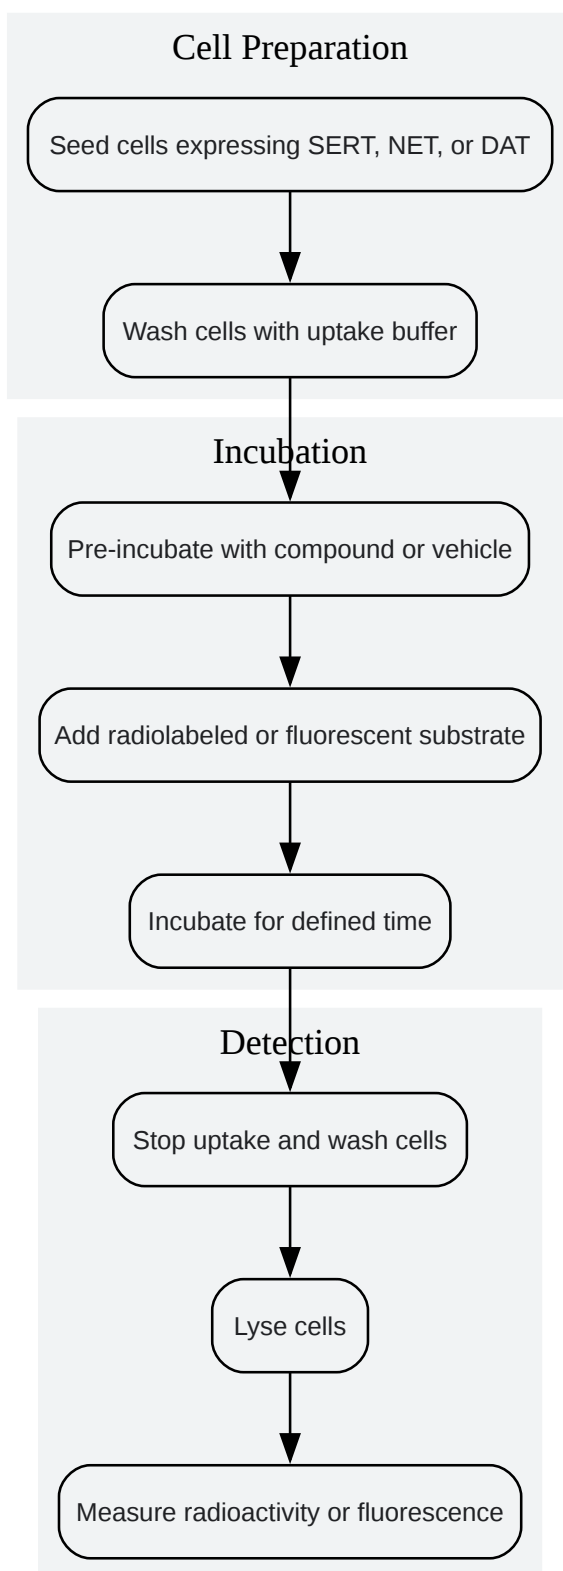 Cell Preparation
Seed cells expressing SERT, NET, or DAT
Wash cells with uptake buffer
Incubation
Pre-incubate with compound or vehicle
Add radiolabeled or fluorescent substrate
Incubate for defined time
Detection
Stop uptake and wash cells
Lyse cells
Measure radioactivity or fluorescence